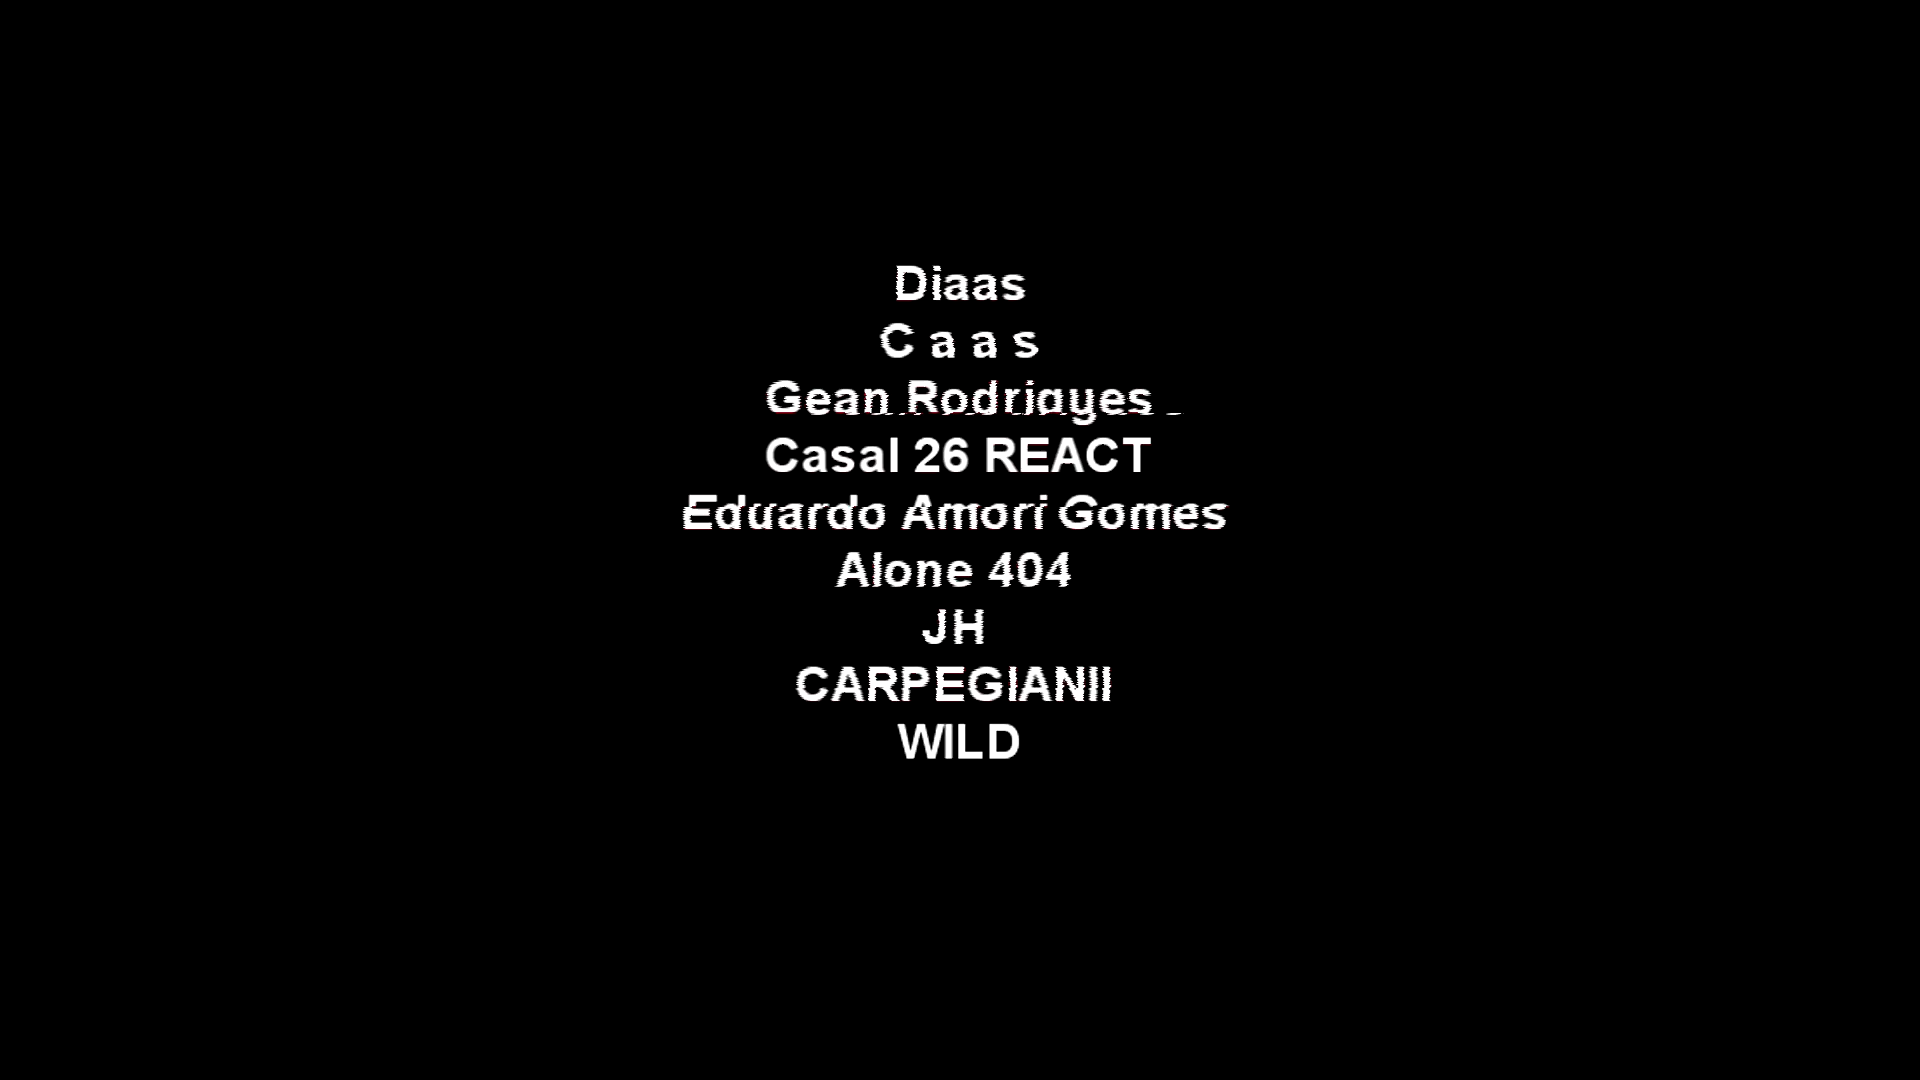 Diaas
C a a s
Gean Rodrigues
Casal 26 REACT
Eduardo Amori Gomes
Alone 404
JH
CARPEGIANII
WILD